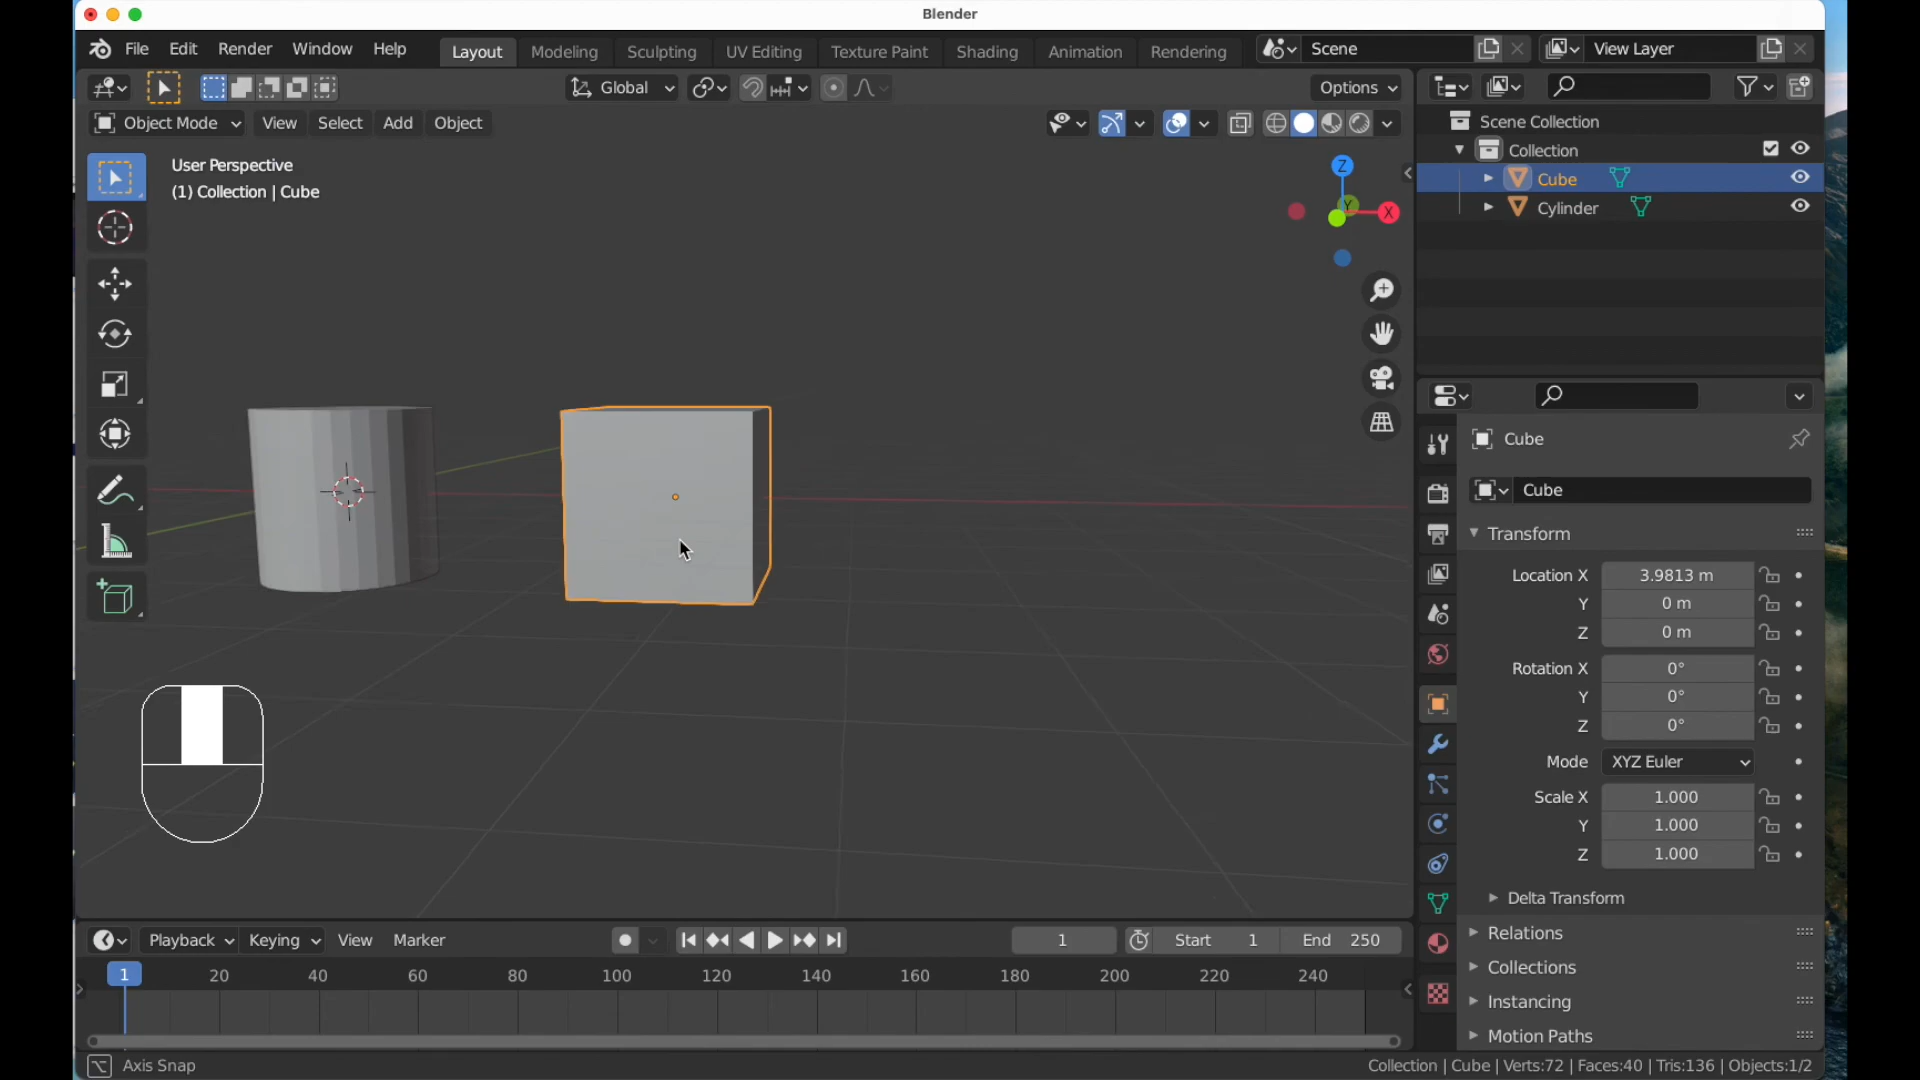 Blender
File Edit Render Window Help Layout Modeling Sculpting UV Editing Texture Paint Shading Animation Rendering Scene View Layer
Global Options
Object Mode View Select Add Object
User Perspective
(1) Collection | Cube
Z
Y
X
Scene Collection
Collection
Cube
Cylinder
Cube
Cube
Transform
Location X 3.9813 m
Y 0 m
Z 0 m
Rotation X 0°
Y 0°
Z 0°
Mode XYZ Euler
Scale X 1.000
Y 1.000
Z 1.000
Delta Transform
Relations
Collections
Instancing
Motion Paths
Playback Keying View Marker 1 Start 1 End 250
1 20 40 60 80 100 120 140 160 180 200 220 240
Axis Snap
Collection | Cube | Verts:72 | Faces:40 | Tris:136 | Objects:1/2